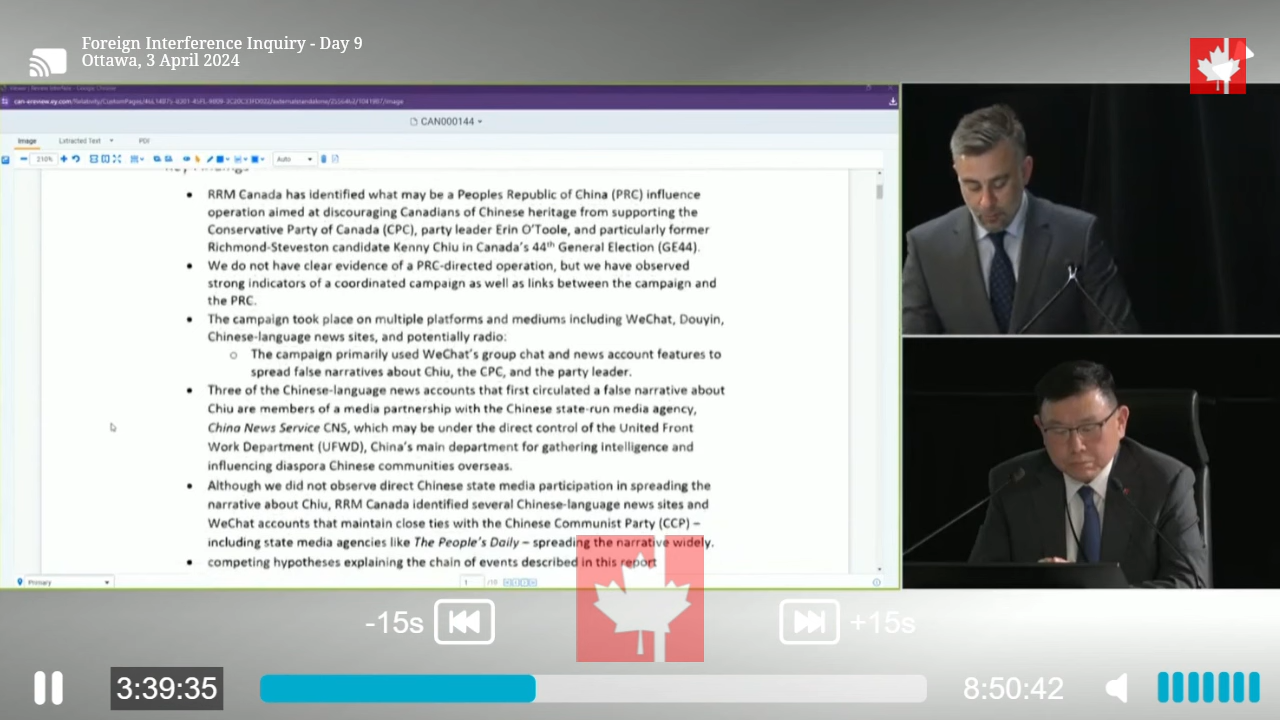 Foreign Interference Inquiry - Day 9
Ottawa, 3 April 2024
CAN000144
Image Extracted Text PDF
210% Auto
Key Findings
• RRM Canada has identified what may be a Peoples Republic of China (PRC) influence
operation aimed at discouraging Canadians of Chinese heritage from supporting the
Conservative Party of Canada (CPC), party leader Erin O'Toole, and particularly former
Richmond-Steveston candidate Kenny Chiu in Canada's 44th General Election (GE44).
• We do not have clear evidence of a PRC-directed operation, but we have observed
strong indicators of a coordinated campaign as well as links between the campaign and
the PRC.
• The campaign took place on multiple platforms and mediums including WeChat, Douyin,
Chinese-language news sites, and potentially radio:
o The campaign primarily used WeChat's group chat and news account features to
spread false narratives about Chiu, the CPC, and the party leader.
• Three of the Chinese-language news accounts that first circulated a false narrative about
Chiu are members of a media partnership with the Chinese state-run media agency,
China News Service CNS, which may be under the direct control of the United Front
Work Department (UFWD), China's main department for gathering intelligence and
influencing diaspora Chinese communities overseas.
• Although we did not observe direct Chinese state media participation in spreading the
narrative about Chiu, RRM Canada identified several Chinese-language news sites and
WeChat accounts that maintain close ties with the Chinese Communist Party (CCP) –
including state media agencies like The People's Daily – spreading the narrative widely.
• competing hypotheses explaining the chain of events described in this report
Primary 1 /10
-15s +15s
3:39:35 8:50:42